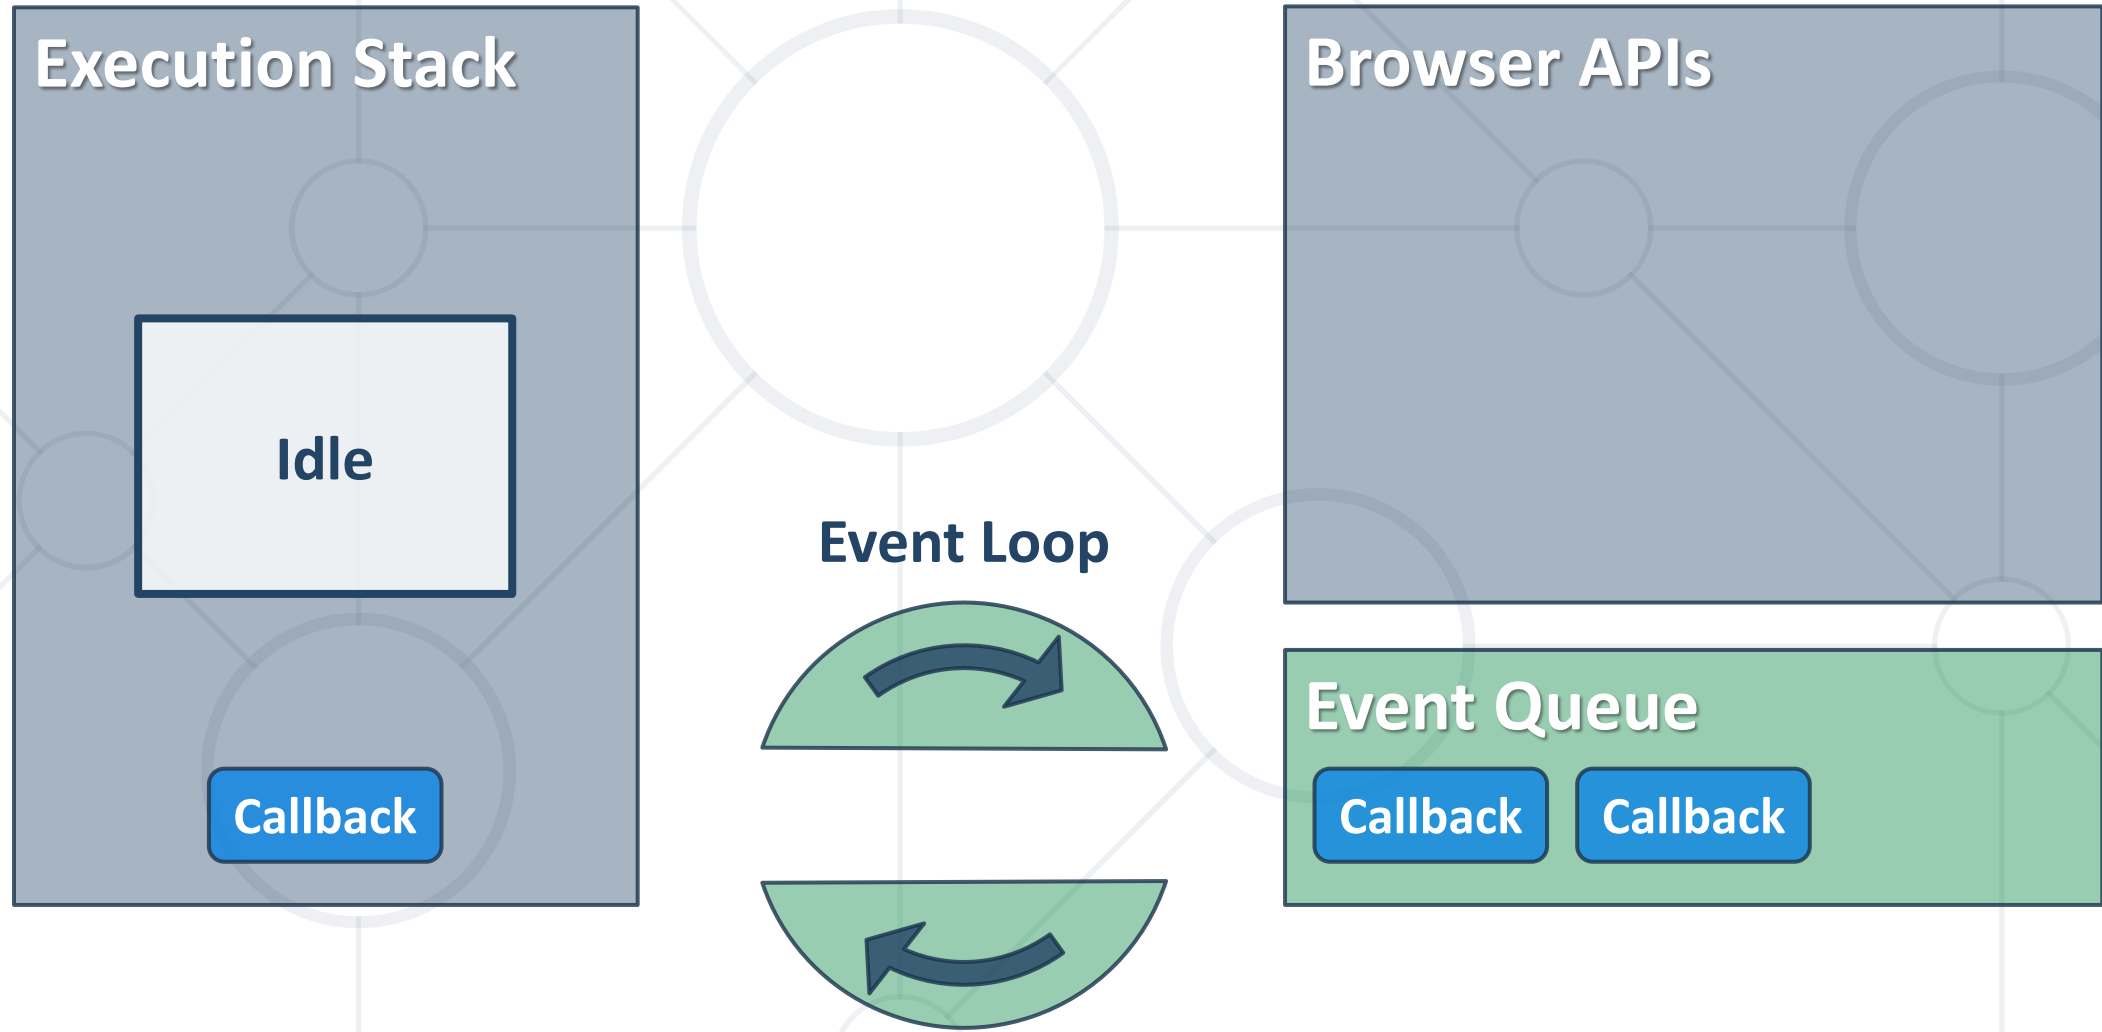 Execution Stack
Idle
Callback
Event Loop
Browser APIs
Event Queue
Callback Callback